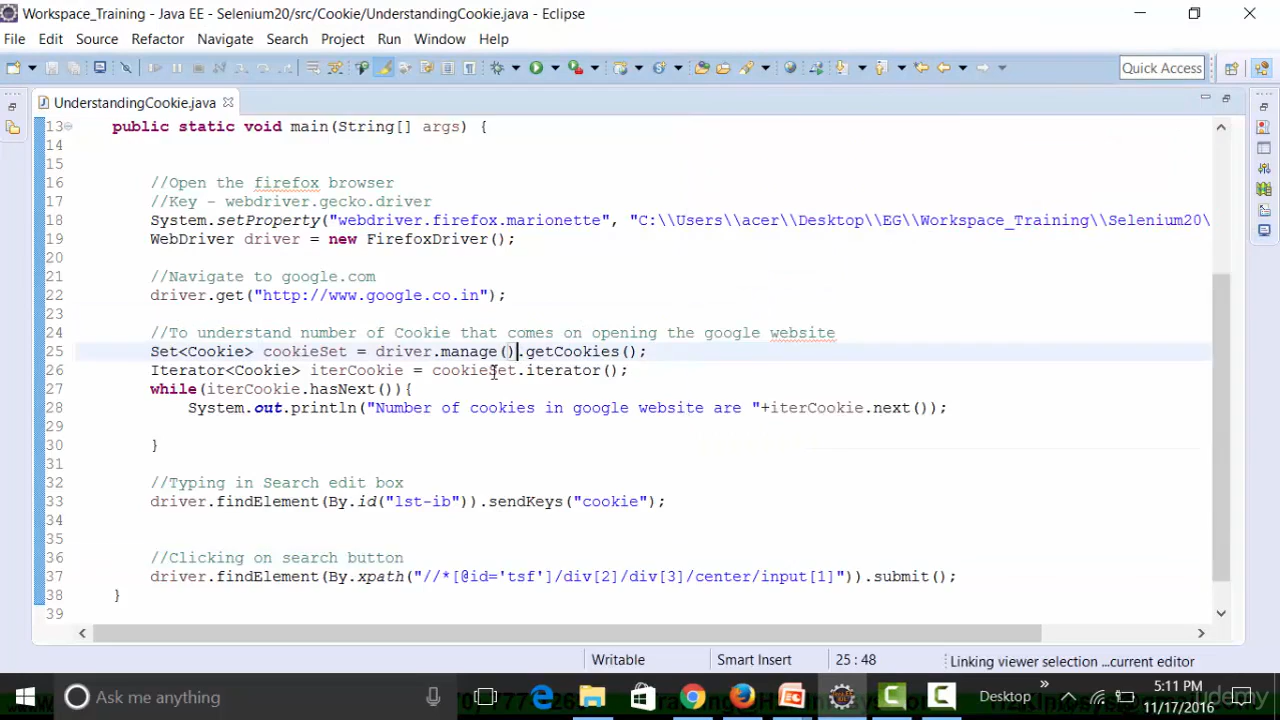 Workspace_Training - Java EE - Selenium20/src/Cookie/UnderstandingCookie.java - Eclipse
File Edit Source Refactor Navigate Search Project Run Window Help
Quick Access
UnderstandingCookie.java
13 public static void main(String[] args) {
14
15
16 //Open the firefox browser
17 //Key - webdriver.gecko.driver
18 System.setProperty("webdriver.firefox.marionette", "C:\\Users\\acer\\Desktop\\EG\\Workspace_Training\\Selenium20\
19 WebDriver driver = new FirefoxDriver();
20
21 //Navigate to google.com
22 driver.get("http://www.google.co.in");
23
24 //To understand number of Cookie that comes on opening the google website
25 Set<Cookie> cookieSet = driver.manage().getCookies();
26 Iterator<Cookie> iterCookie = cookieSet.iterator();
27 while(iterCookie.hasNext()){
28 System.out.println("Number of cookies in google website are "+iterCookie.next());
29
30 }
31
32 //Typing in Search edit box
33 driver.findElement(By.id("lst-ib")).sendKeys("cookie");
34
35
36 //Clicking on search button
37 driver.findElement(By.xpath("//*[@id='tsf']/div[2]/div[3]/center/input[1]")).submit();
38 }
39
Writable Smart Insert 25 : 48 Linking viewer selection ...current editor
Ask me anything
Desktop
5:11 PM
11/17/2016
Udemy